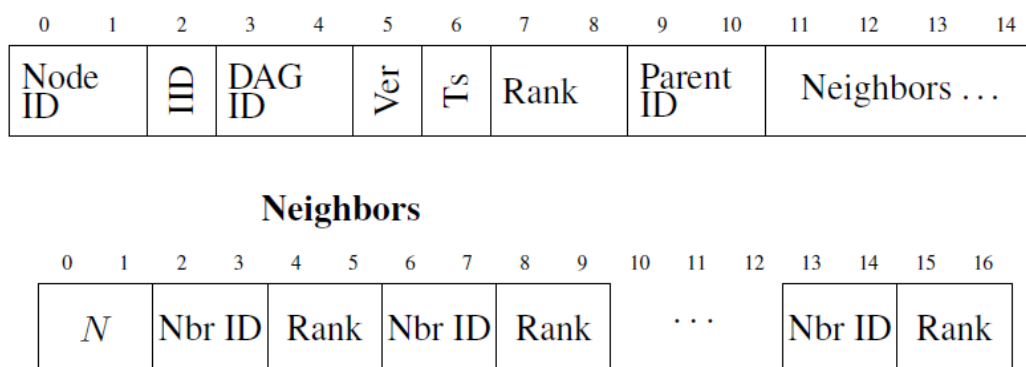 0 1 2 3 4 5 6 7 8 9 10 11 12 13 14
Node ID IID DAG ID Ver Ts Rank Parent ID Neighbors ...
Neighbors
0 1 2 3 4 5 6 7 8 9 10 11 12 13 14 15 16
N Nbr ID Rank Nbr ID Rank ... Nbr ID Rank